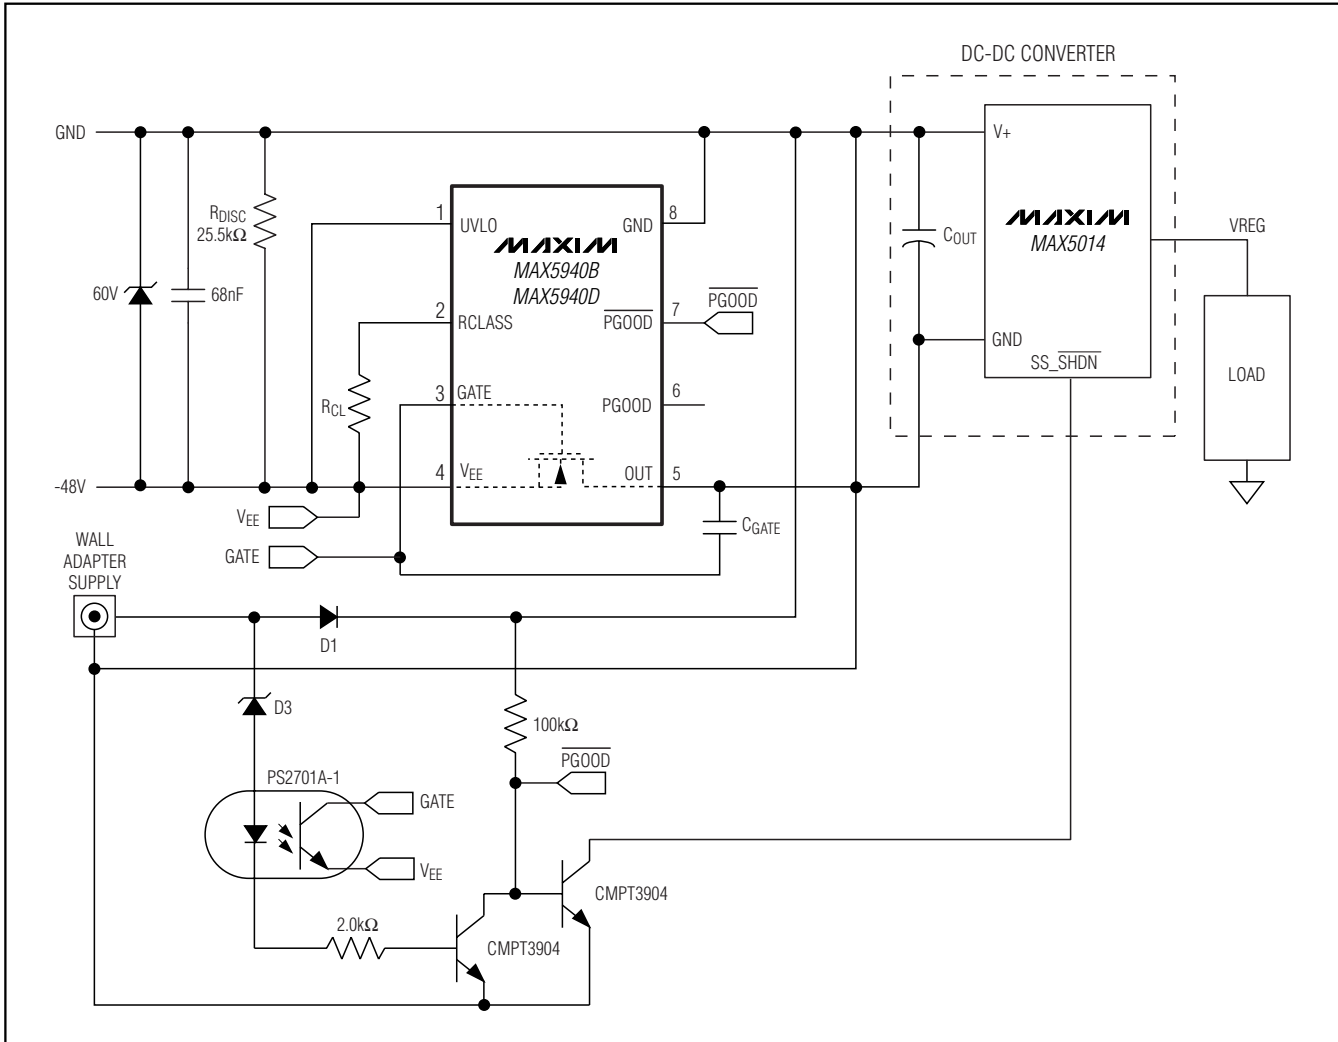 DC-DC CONVERTER
GND
V+
RDISC
25.5kΩ
1
UVLO
GND
8
MAXIM
MAX5940B
MAX5940D
COUT
MAXIM
MAX5014
VREG
60V
68nF
2
RCLASS
PGOOD
7
PGOOD
GND
SS_SHDN
LOAD
RCL
3
GATE
PGOOD
6
-48V
4
VEE
OUT
5
VEE
CGATE
GATE
WALL
ADAPTER
SUPPLY
D1
D3
100kΩ
PGOOD
PS2701A-1
GATE
VEE
CMPT3904
2.0kΩ
CMPT3904